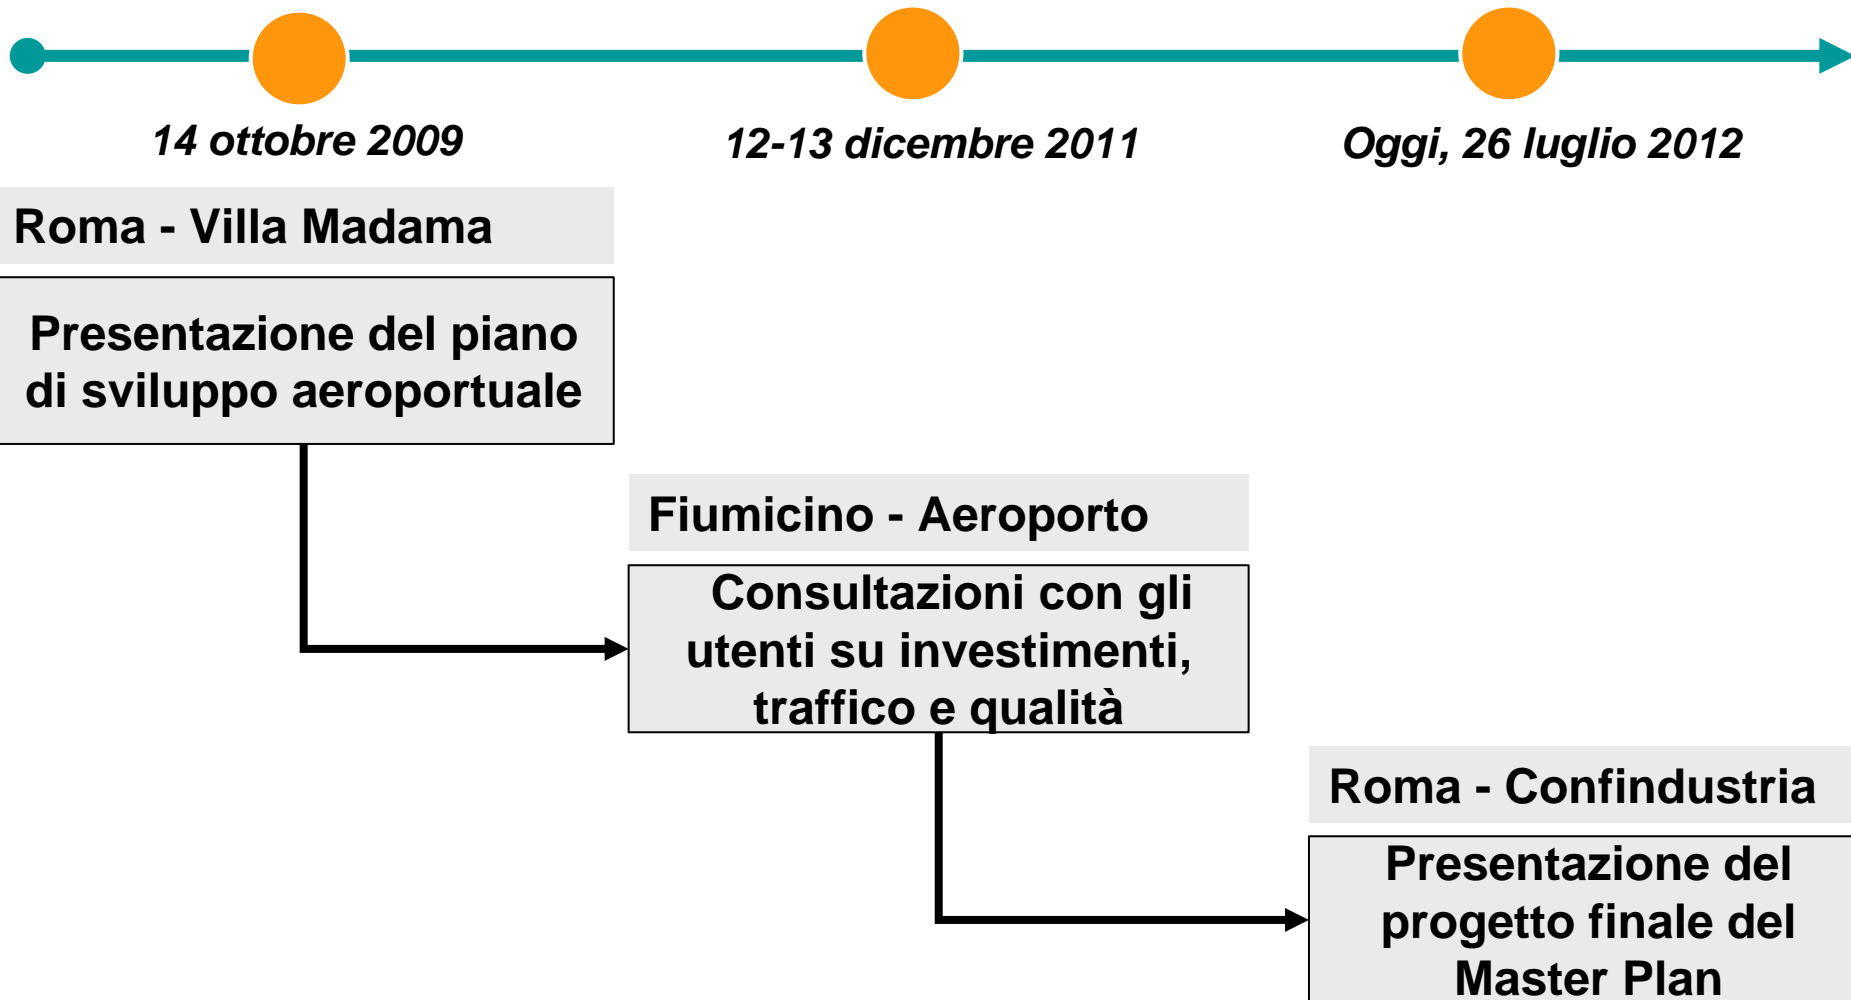 14 ottobre 2009
12-13 dicembre 2011
Oggi, 26 luglio 2012
Roma - Villa Madama
Presentazione del piano
di sviluppo aeroportuale
Fiumicino - Aeroporto
Consultazioni con gli
utenti su investimenti,
traffico e qualità
Roma - Confindustria
Presentazione del
progetto finale del
Master Plan